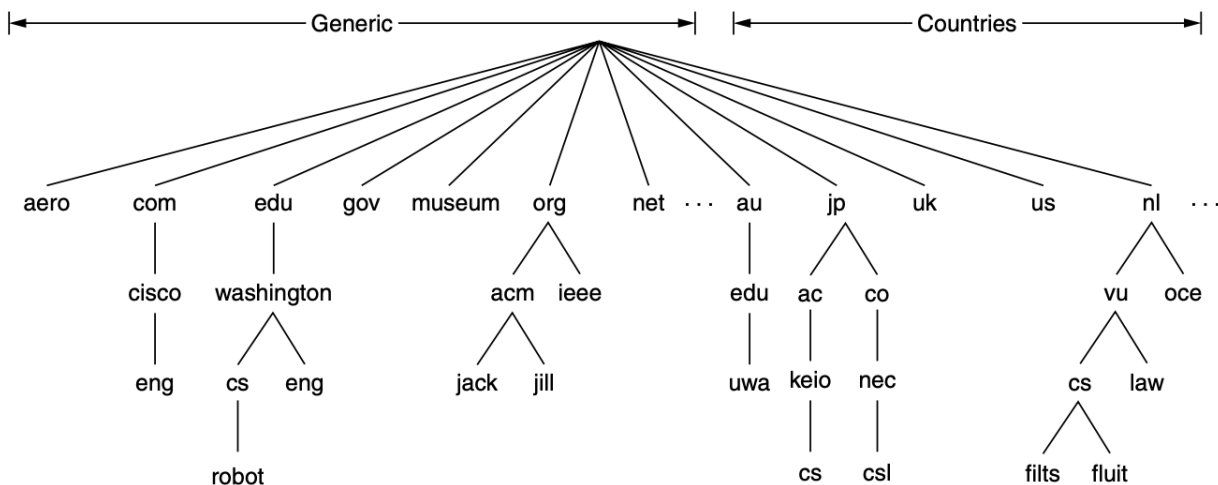 Generic Countries
aero com edu gov museum org net ... au jp uk us nl ...
cisco washington acm ieee edu ac co vu oce
eng cs eng jack jill uwa keio nec cs law
robot cs csl filts fluit